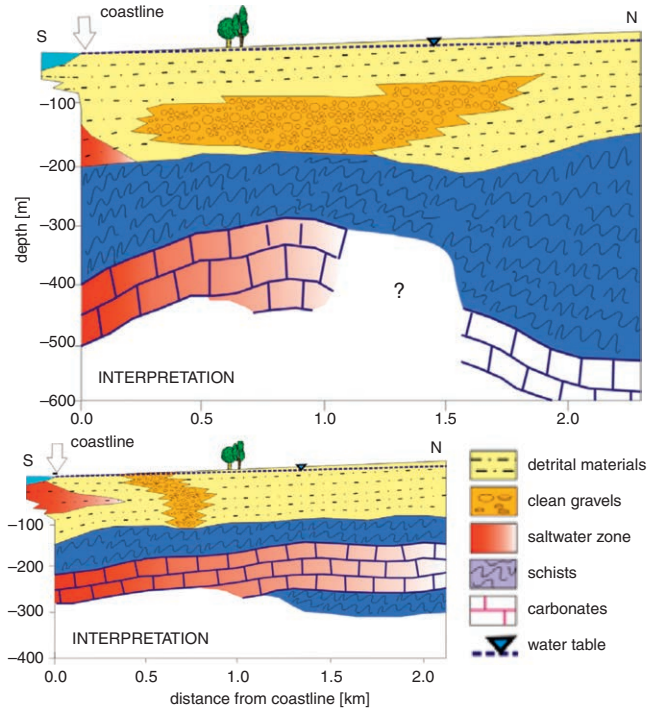 coastline
S
N
–100
–200
–300
–400
–500
–600
depth [m]
?
INTERPRETATION
0.0 0.5 1.0 1.5 2.0
coastline
S
N
–100
–200
–300
–400
INTERPRETATION
0.0 0.5 1.0 1.5 2.0
distance from coastline [km]
detrital materials
clean gravels
saltwater zone
schists
carbonates
water table